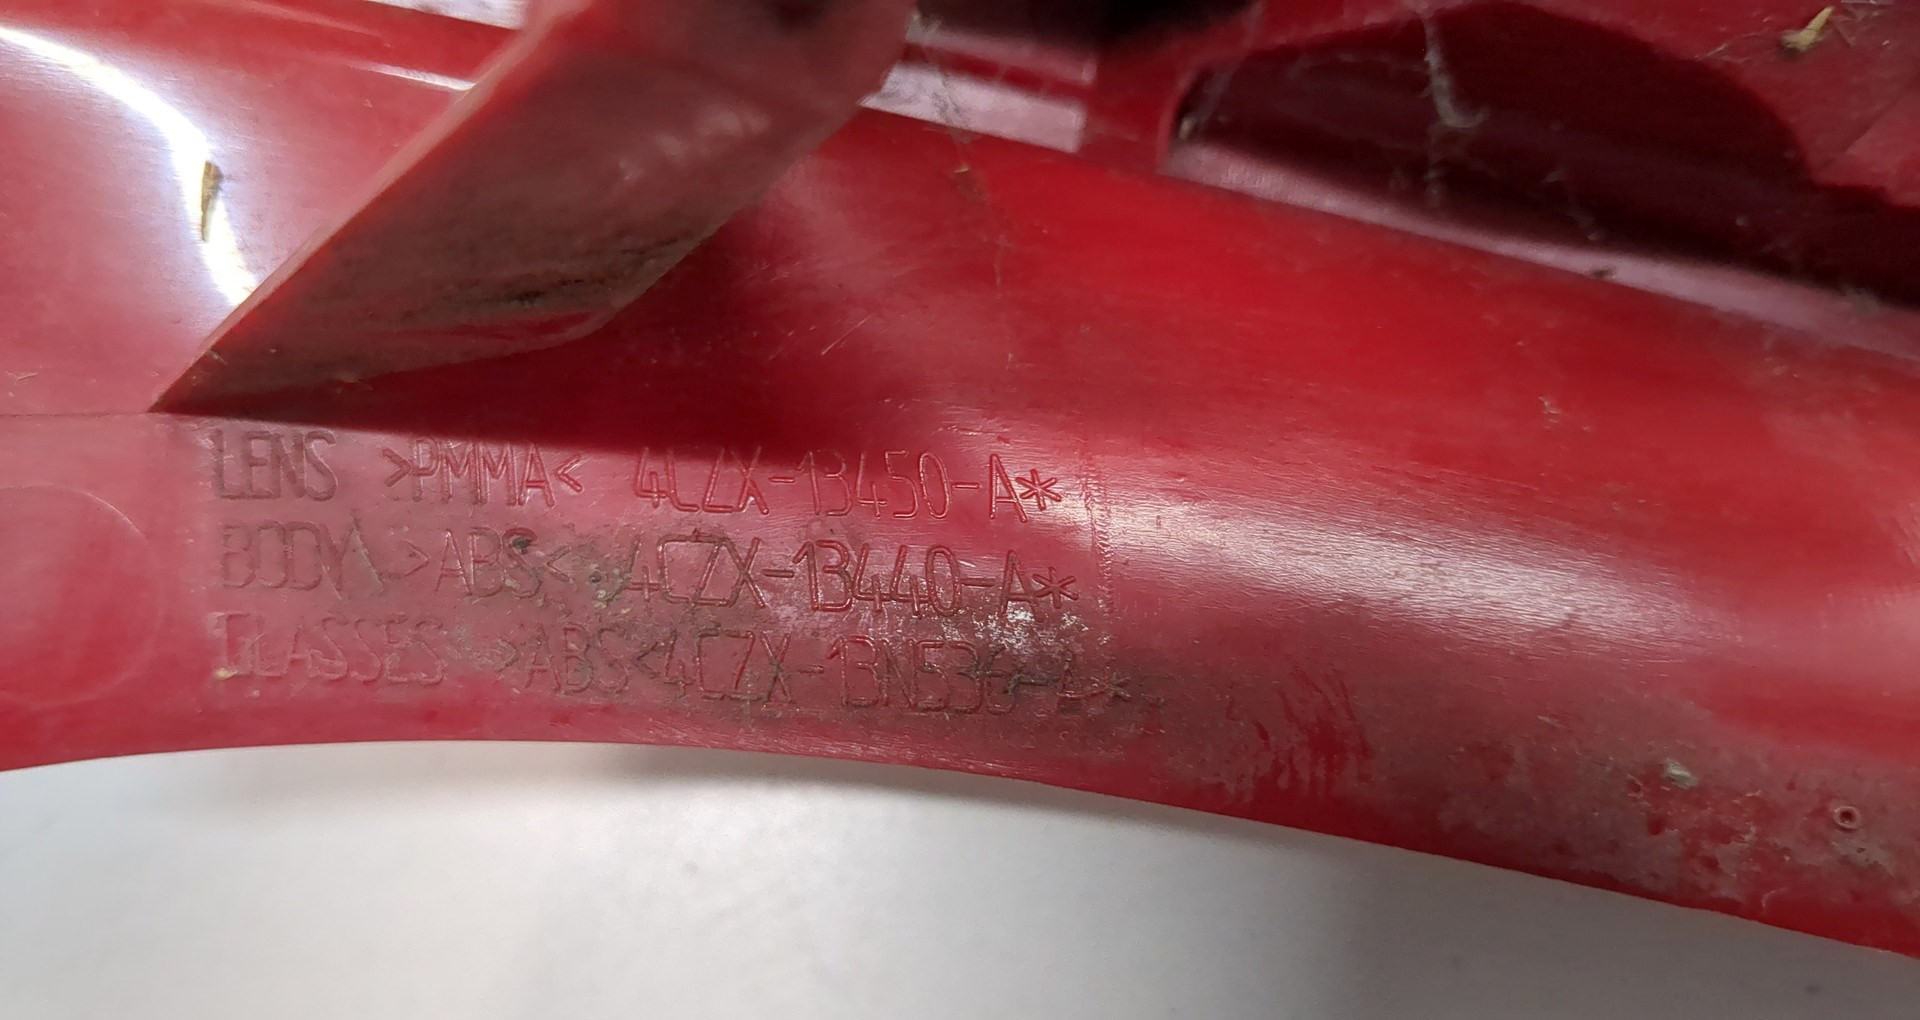 LENS >PMMA< 4CZX-13450-A*
BODY >ABS< 4CZX-13440-A*
GLASSES >ABS< 4CZX-13N536-A*